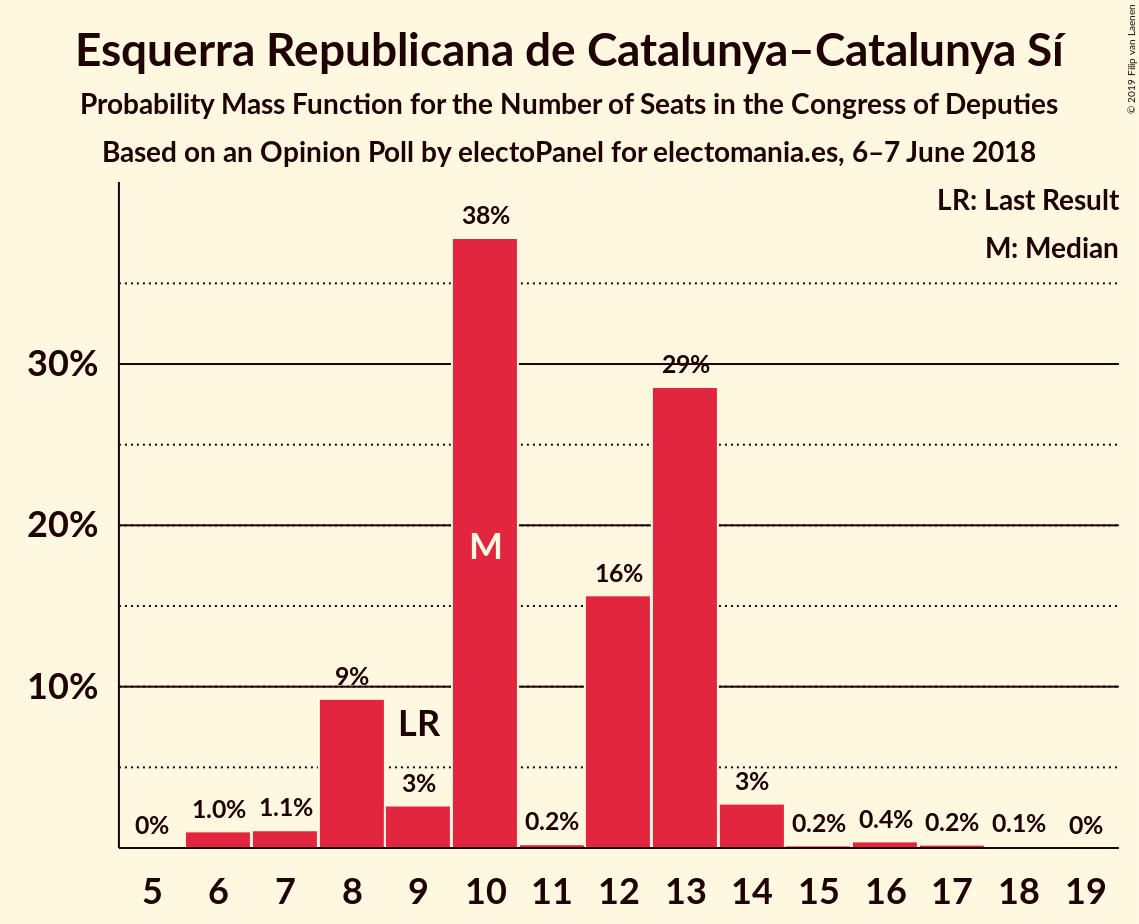 Esquerra Republicana de Catalunya–Catalunya Sí
Probability Mass Function for the Number of Seats in the Congress of Deputies
Based on an Opinion Poll by electoPanel for electomania.es, 6–7 June 2018
© 2019 Filip van Laenen
LR: Last Result
M: Median
38%
30%
29%
20%
M
16%
10%
9%
LR
3%
3%
0%
1.0%
1.1%
0.2%
0.2%
0.4%
0.2%
0.1%
0%
5 6 7 8 9 10 11 12 13 14 15 16 17 18 19